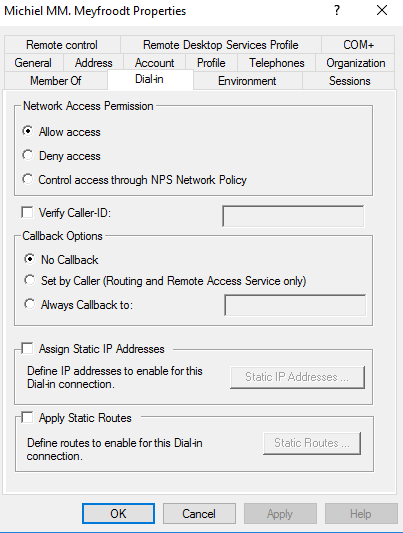 Michiel MM. Meyfroodt Properties
?
Remote control Remote Desktop Services Profile COM+
General Address Account Profile Telephones Organization
Member Of Dial-in Environment Sessions
Network Access Permission
Allow access
Deny access
Control access through NPS Network Policy
Verify Caller-ID:
Callback Options
No Callback
Set by Caller (Routing and Remote Access Service only)
Always Callback to:
Assign Static IP Addresses
Define IP addresses to enable for this
Dial-in connection.
Static IP Addresses ...
Apply Static Routes
Define routes to enable for this Dial-in
connection.
Static Routes ...
OK Cancel Apply Help